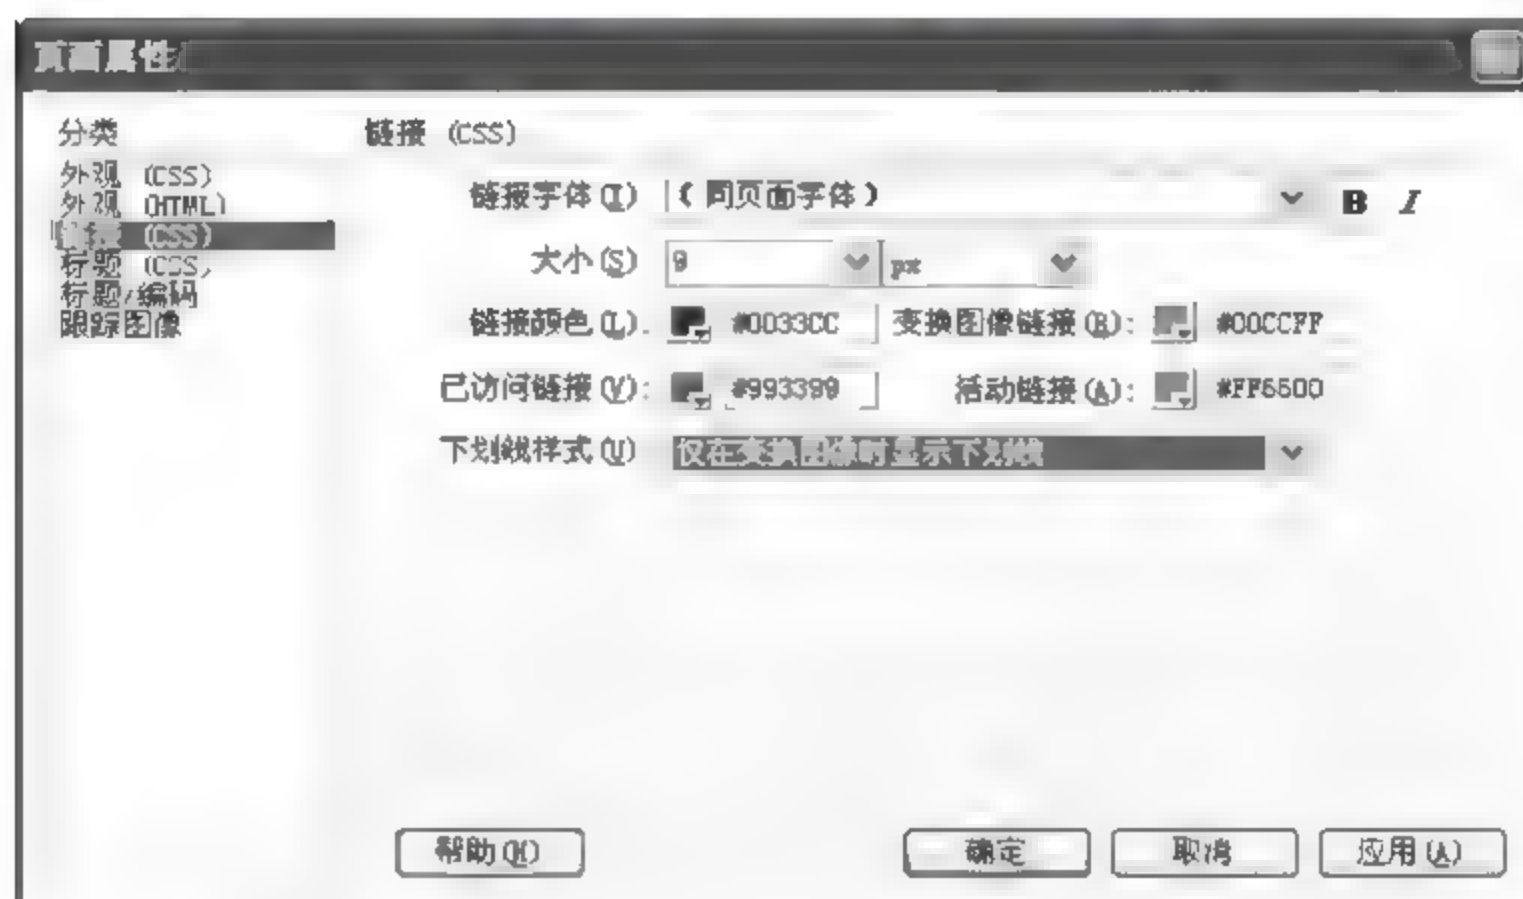 页面属性
分类
外观 (CSS)
外观 (HTML)
链接 (CSS)
标题 (CSS)
标题/编码
跟踪图像
链接 (CSS)
链接字体(I) (同页面字体) B I
大小(S) 9 px
链接颜色(L): #0033CC 变换图像链接(R): #00CCFF
已访问链接(V): #993399 活动链接(A):
下划线样式(U) 仅在变换图像时显示下划线
帮助(H) 确定 取消 应用(A)